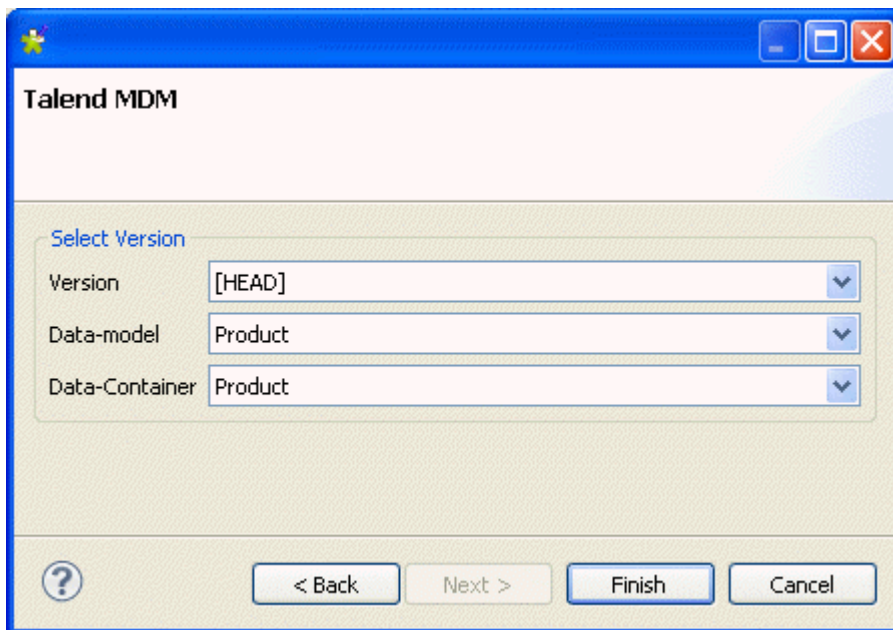 Talend MDM
Select Version
Version [HEAD]
Data-model Product
Data-Container Product
? < Back Next > Finish Cancel